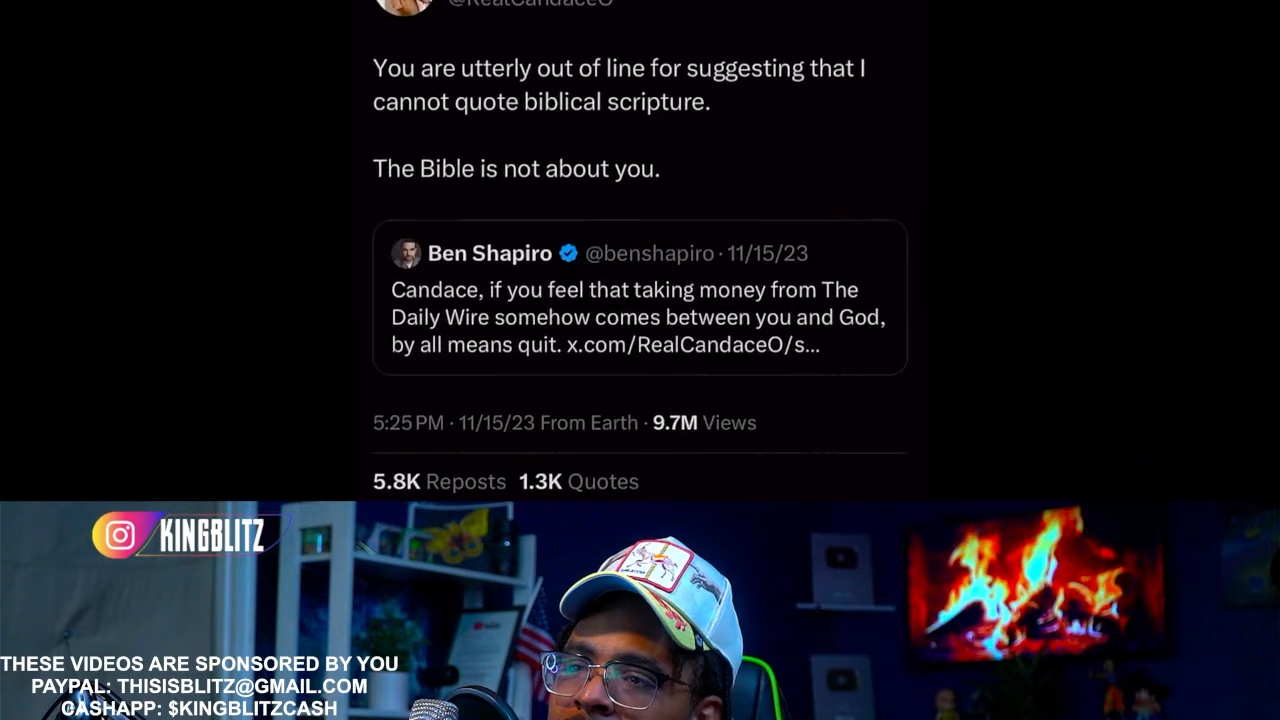 @RealCandaceO
You are utterly out of line for suggesting that I
cannot quote biblical scripture.
The Bible is not about you.
Ben Shapiro @benshapiro · 11/15/23
Candace, if you feel that taking money from The
Daily Wire somehow comes between you and God,
by all means quit. x.com/RealCandaceO/s...
5:25 PM · 11/15/23 From Earth · 9.7M Views
5.8K Reposts 1.3K Quotes
KINGBLITZ
THESE VIDEOS ARE SPONSORED BY YOU
PAYPAL: THISISBLITZ@GMAIL.COM
CASHAPP: $KINGBLITZCASH